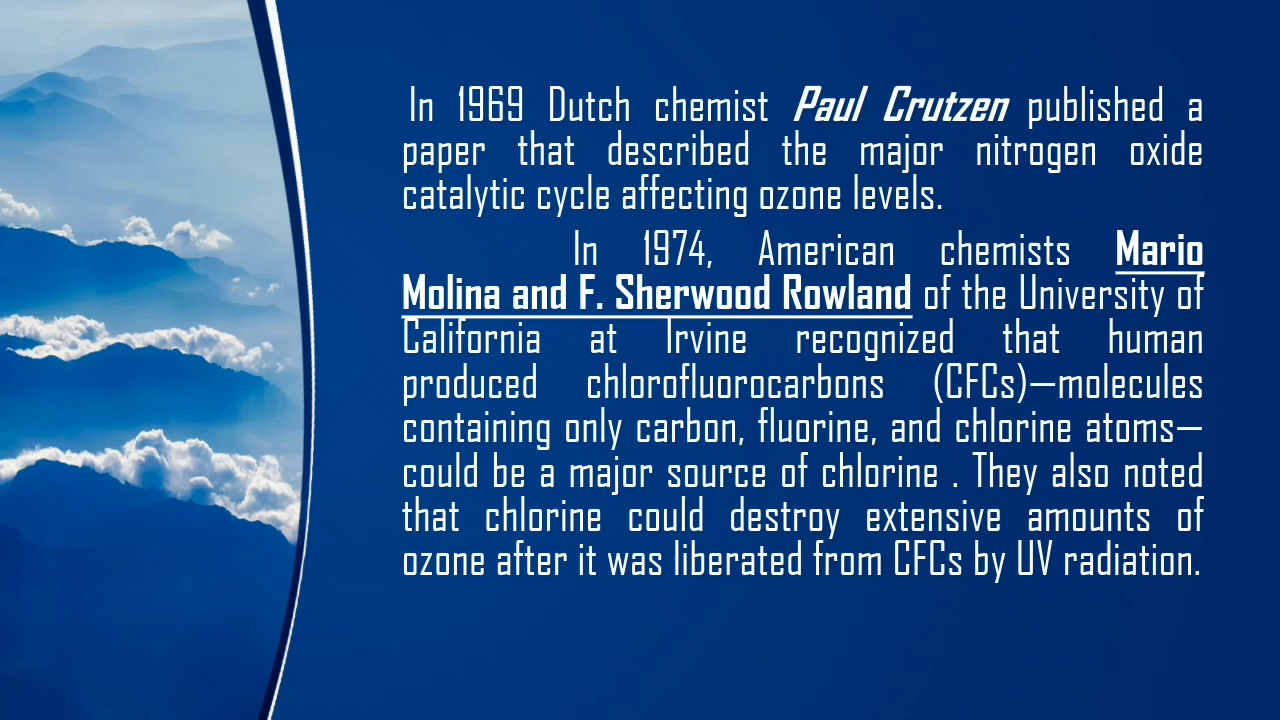 In 1969 Dutch chemist Paul Crutzen published a
paper that described the major nitrogen oxide
catalytic cycle affecting ozone levels.
In 1974, American chemists Mario
Molina and F. Sherwood Rowland of the University of
California at Irvine recognized that human
produced chlorofluorocarbons (CFCs)—molecules
containing only carbon, fluorine, and chlorine atoms—
could be a major source of chlorine . They also noted
that chlorine could destroy extensive amounts of
ozone after it was liberated from CFCs by UV radiation.